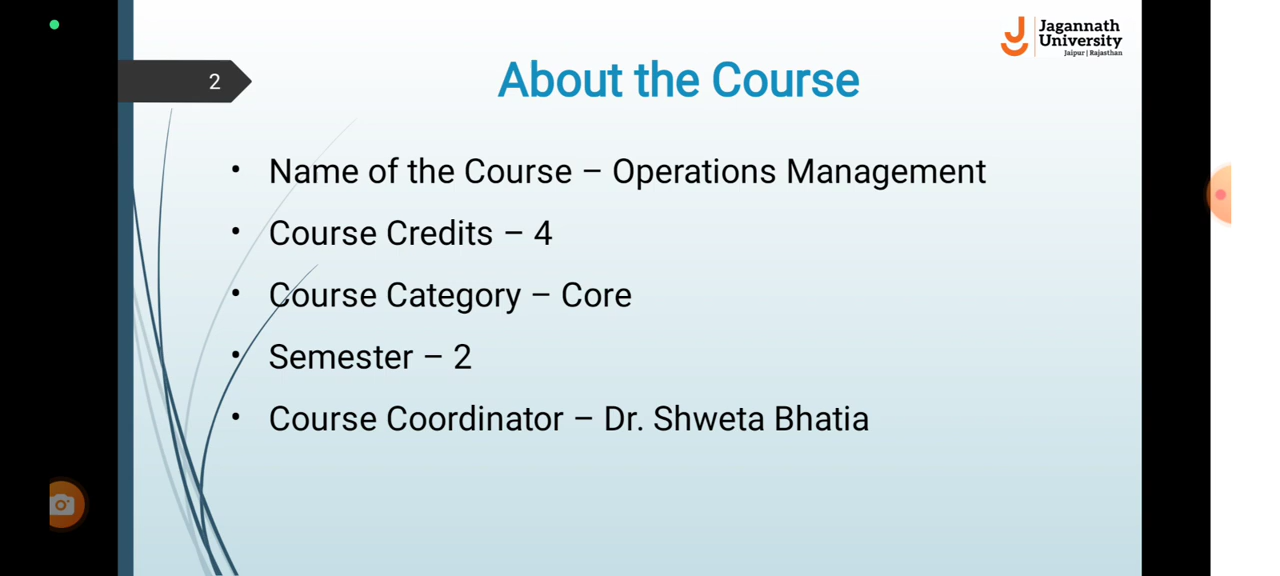 Jagannath
University
Jaipur | Rajasthan
2
About the Course
• Name of the Course – Operations Management
• Course Credits – 4
• Course Category – Core
• Semester – 2
• Course Coordinator – Dr. Shweta Bhatia